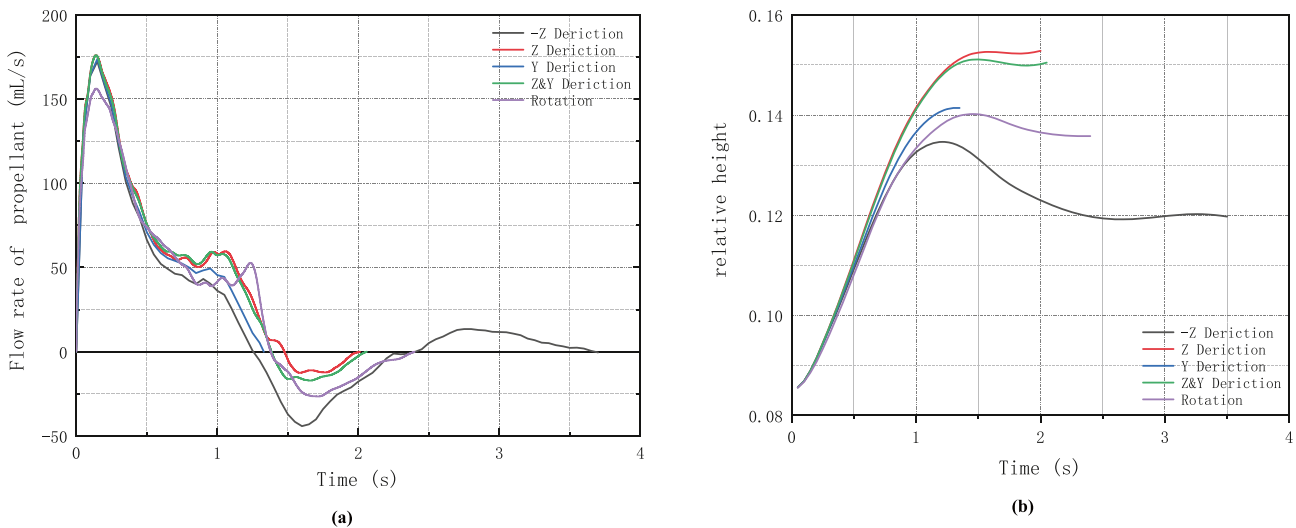 Flow rate of propellant (mL/s)
200
150
100
50
0
-50
-Z Deriction
Z Deriction
Y Deriction
Z&Y Deriction
Rotation
0
1
2
3
4
Time (s)
(a)
relative height
0.16
0.14
0.12
0.10
0.08
-Z Deriction
Z Deriction
Y Deriction
Z&Y Deriction
Rotation
0
1
2
3
4
Time (s)
(b)